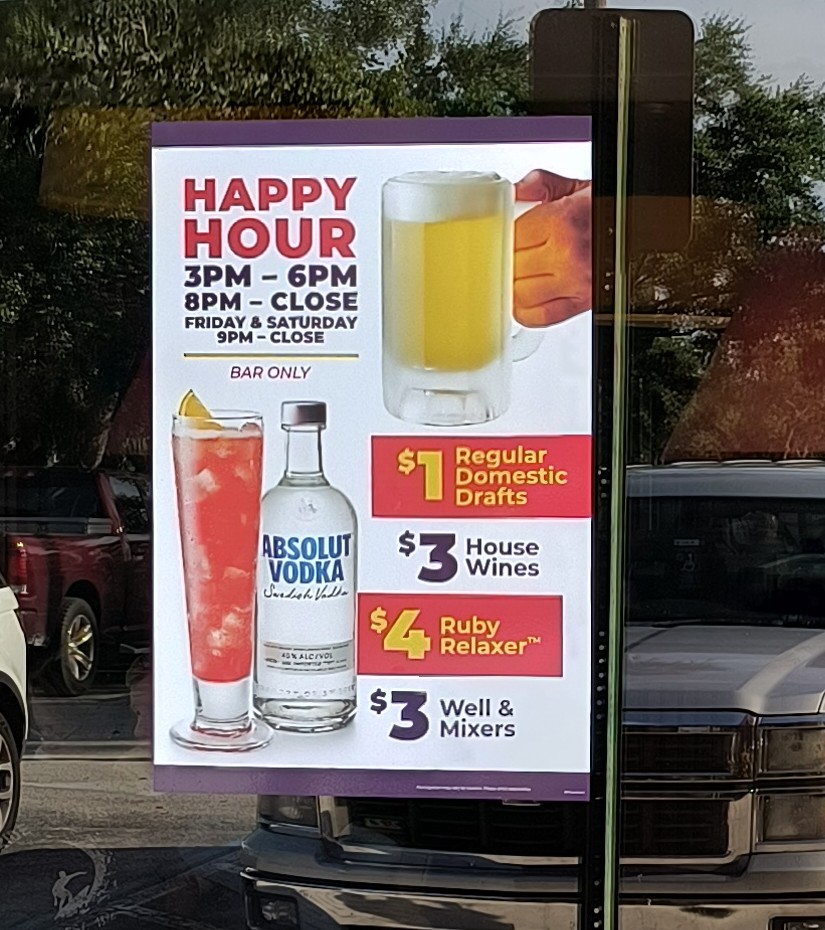 HAPPY
HOUR
3PM – 6PM
8PM – CLOSE
FRIDAY & SATURDAY
9PM – CLOSE
BAR ONLY
$1 Regular
Domestic
Drafts
$3 House
Wines
$4 Ruby
Relaxer™
$3 Well &
Mixers
ABSOLUT
VODKA
Swedish Vodka
40% ALC/VOL